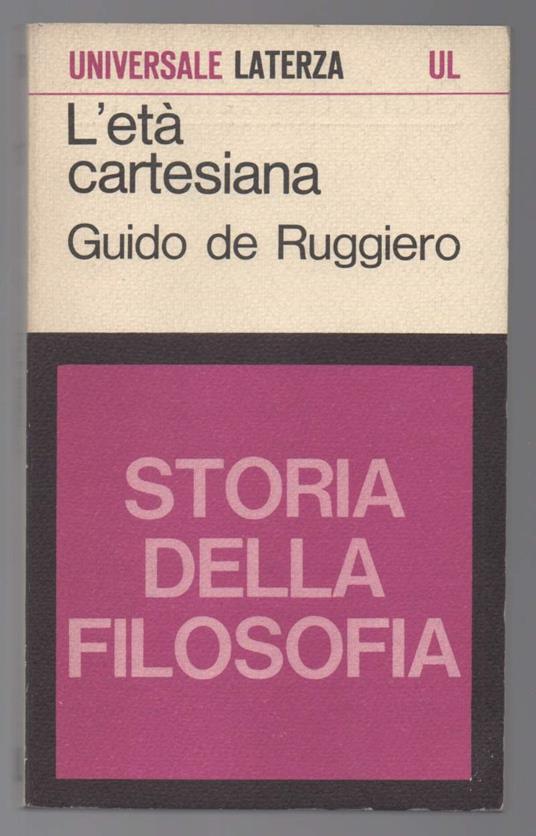 UNIVERSALE LATERZA UL
L'età
cartesiana
Guido de Ruggiero
STORIA
DELLA
FILOSOFIA